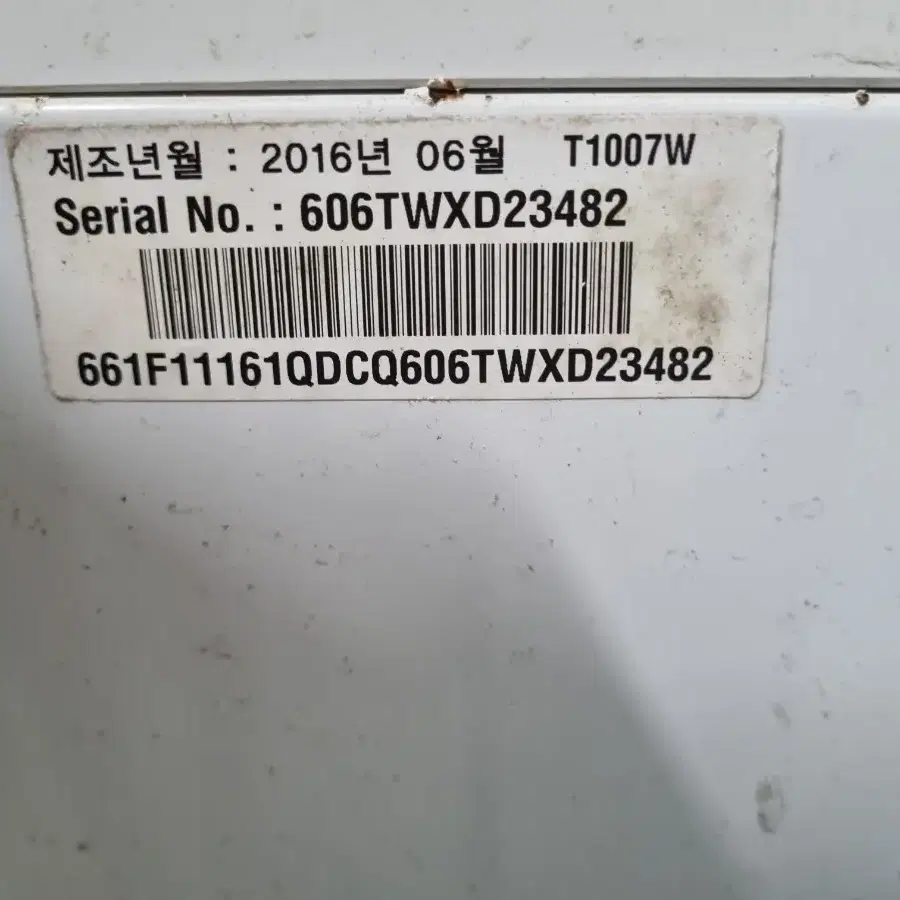 제조년월 : 2016년 06월 T1007W
Serial No. : 606TWXD23482
661F11161QDCQ606TWXD23482